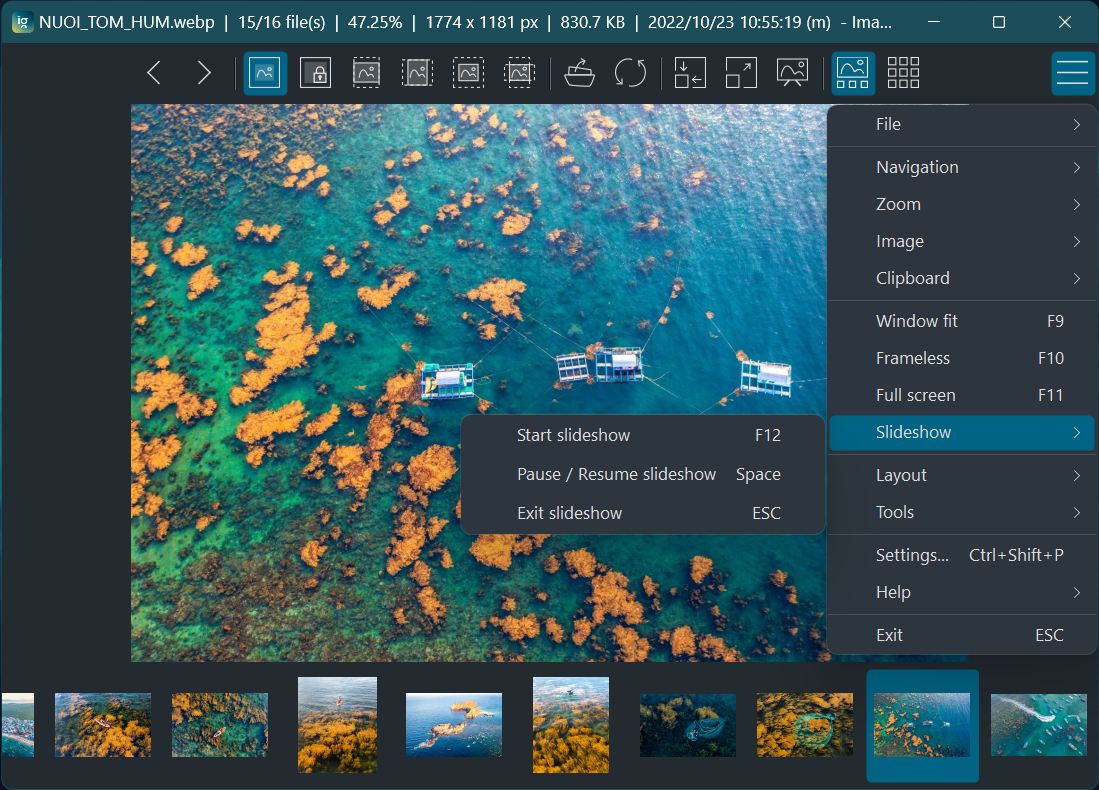 ig NUOI_TOM_HUM.webp | 15/16 file(s) | 47.25% | 1774 x 1181 px | 830.7 KB | 2022/10/23 10:55:19 (m) - Ima...
File
Navigation
Zoom
Image
Clipboard
Window fit F9
Frameless F10
Full screen F11
Slideshow
Start slideshow F12
Pause / Resume slideshow Space
Exit slideshow ESC
Layout
Tools
Settings... Ctrl+Shift+P
Help
Exit ESC